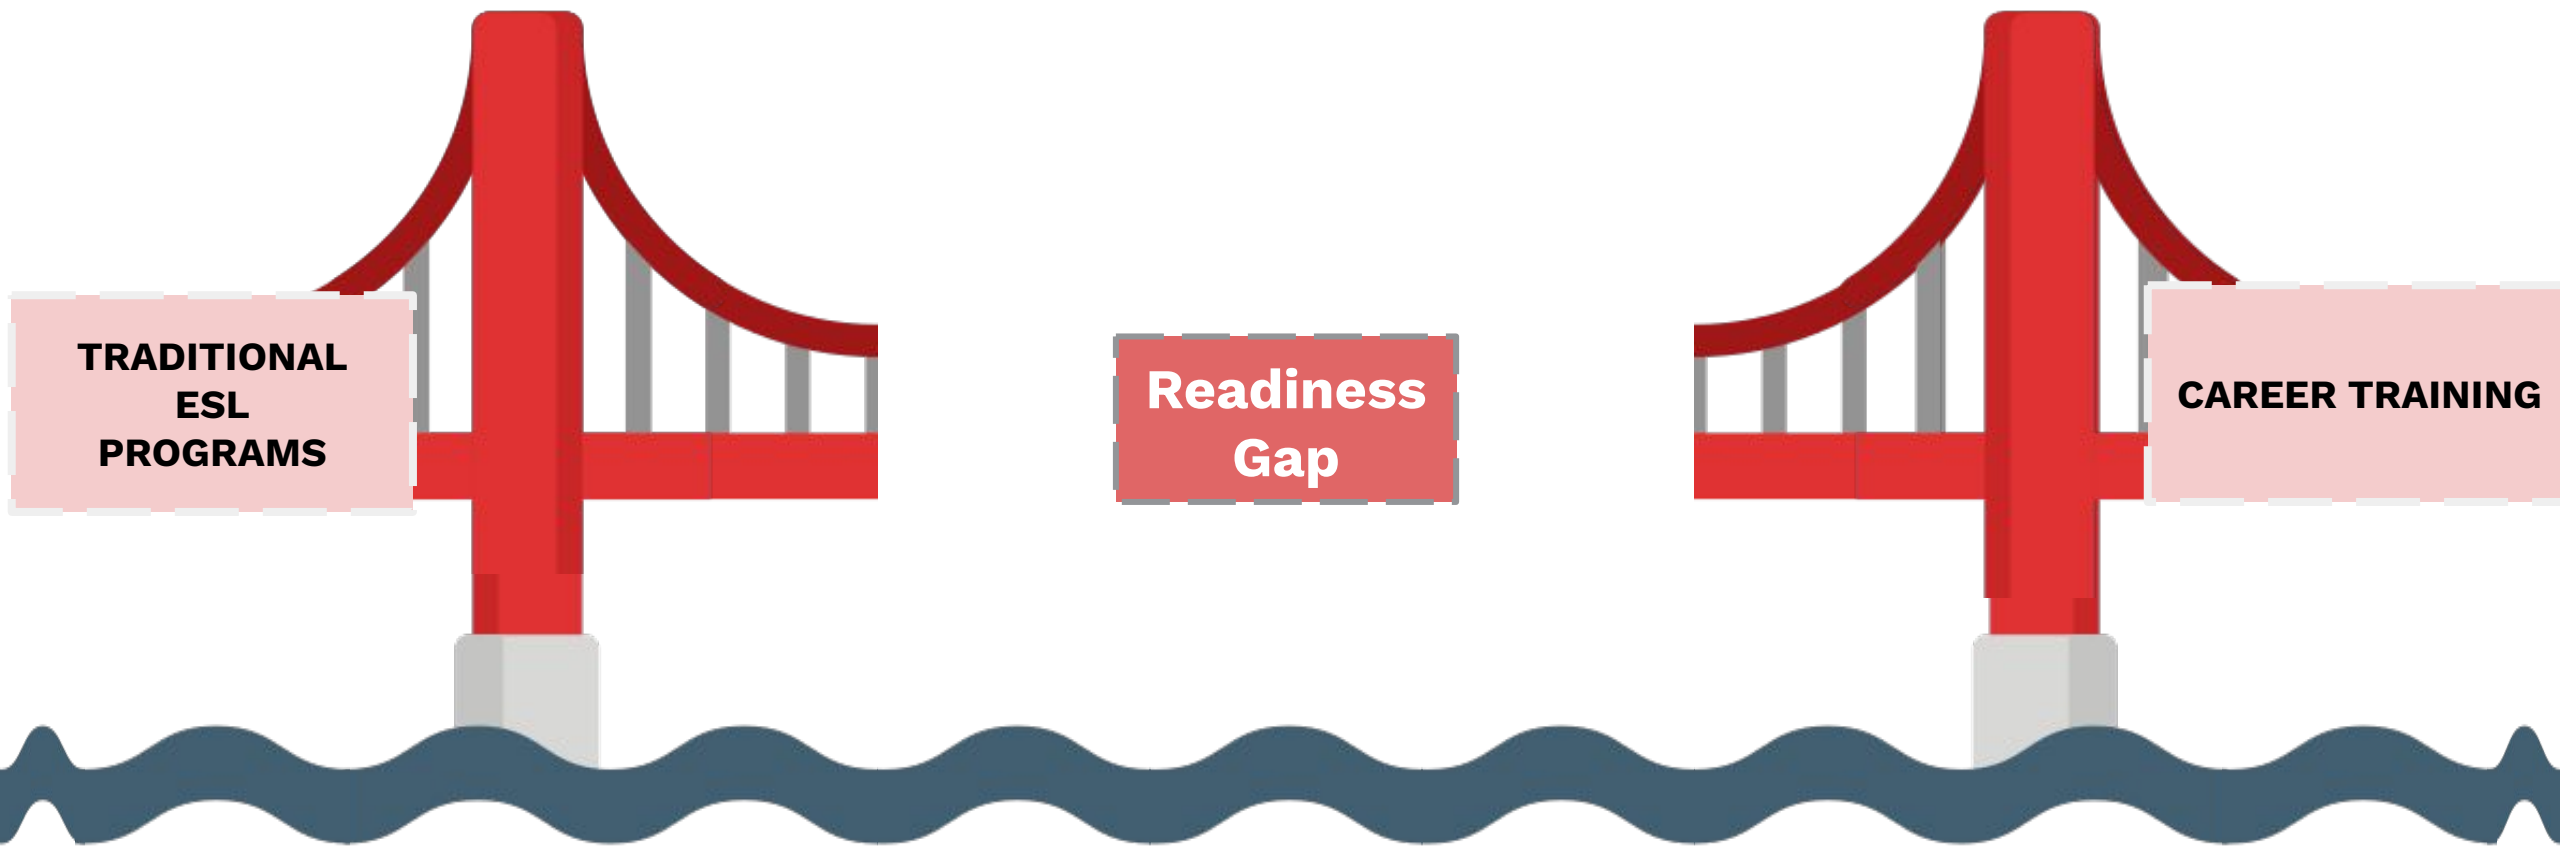 TRADITIONAL
ESL
PROGRAMS
Readiness
Gap
CAREER TRAINING